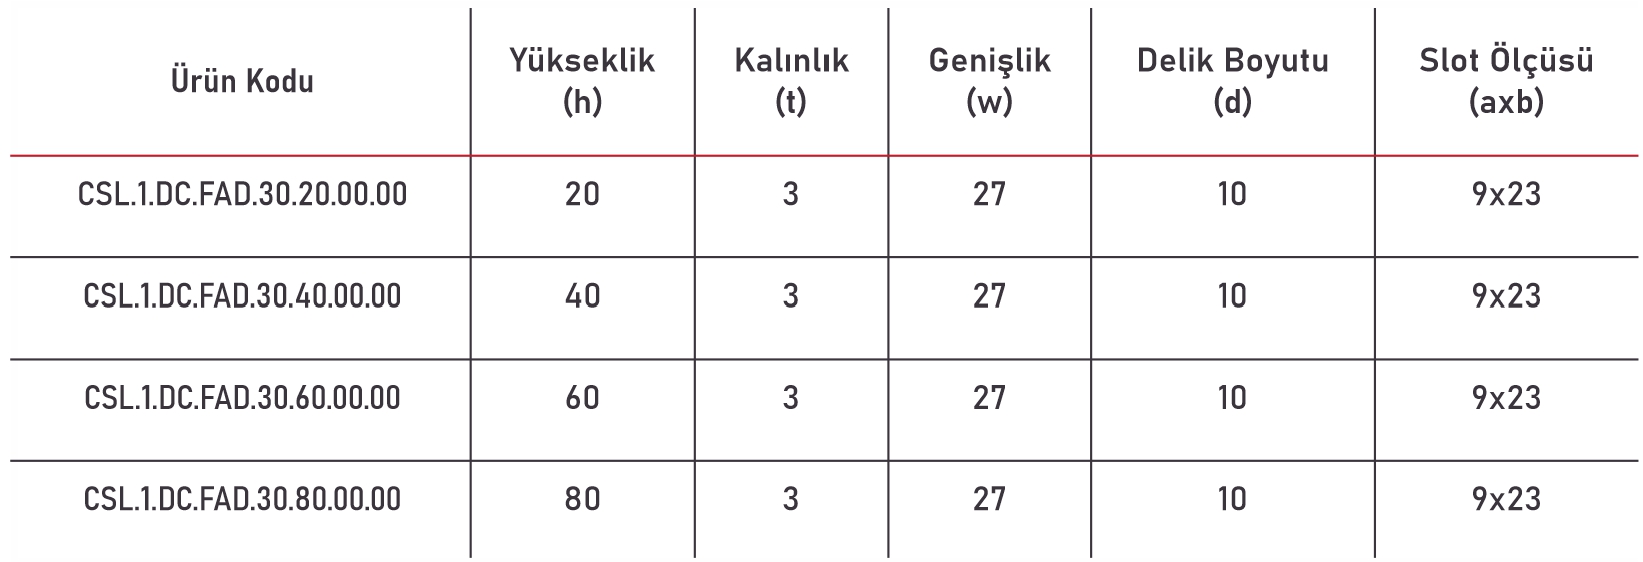 Ürün Kodu
Yükseklik
(h)
Kalınlık
(t)
Genişlik
(w)
Delik Boyutu
(d)
Slot Ölçüsü
(axb)
CSL.1.DC.FAD.30.20.00.00 20 3 27 10 9x23
CSL.1.DC.FAD.30.40.00.00 40 3 27 10 9x23
CSL.1.DC.FAD.30.60.00.00 60 3 27 10 9x23
CSL.1.DC.FAD.30.80.00.00 80 3 27 10 9x23